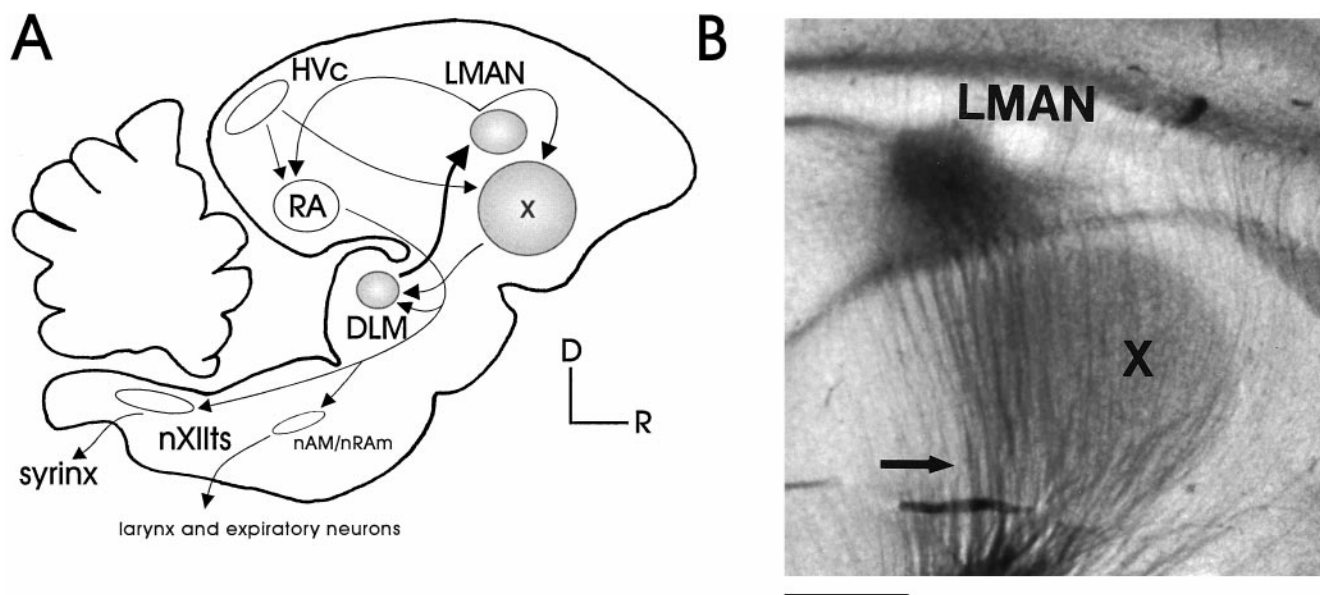 A
HVc
LMAN
RA
X
DLM
D
R
nXIIts
nAM/nRAm
syrinx
larynx and expiratory neurons
B
LMAN
X